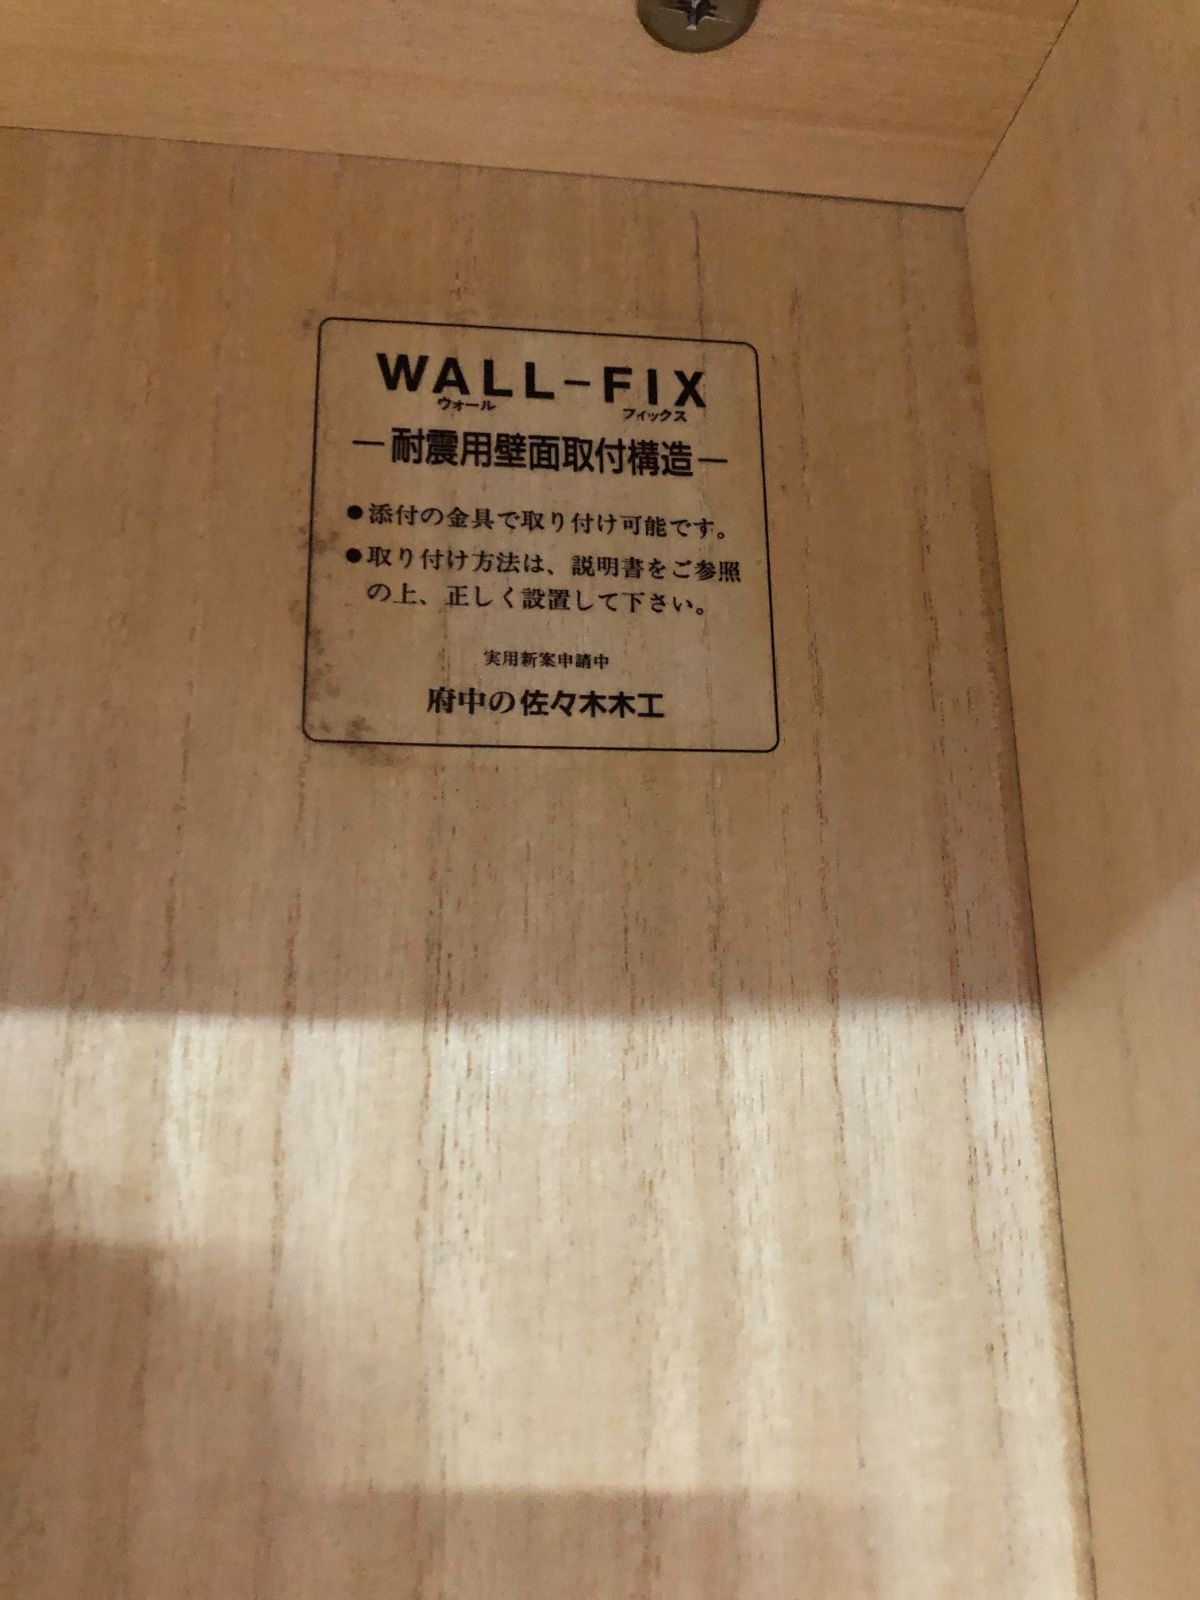 WALL-FIX
ウォール フィックス
―耐震用壁面取付構造―
●添付の金具で取り付け可能です。
●取り付け方法は、説明書をご参照
の上、正しく設置して下さい。
実用新案申請中
府中の佐々木木工